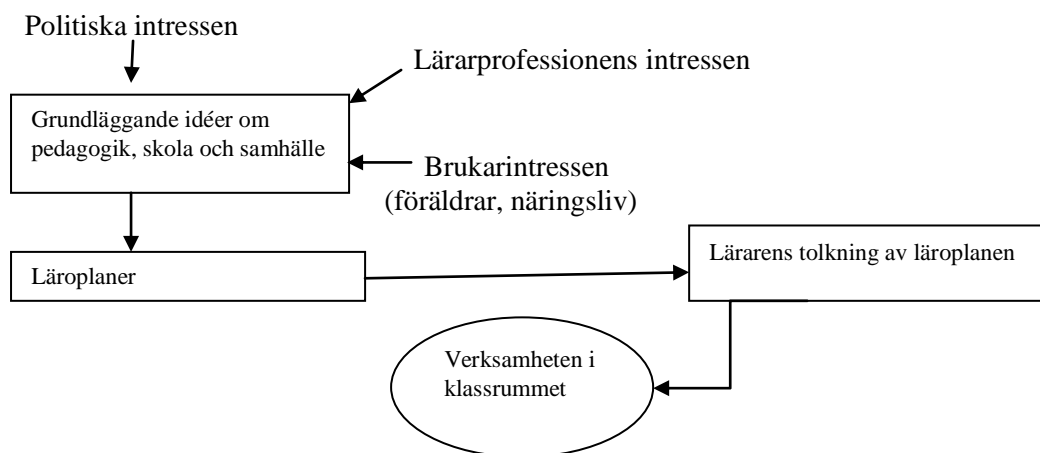 Politiska intressen
Lärarprofessionens intressen
Grundläggande idéer om
pedagogik, skola och samhälle
Brukarintressen
(föräldrar, näringsliv)
Läroplaner
Lärarens tolkning av läroplanen
Verksamheten i
klassrummet